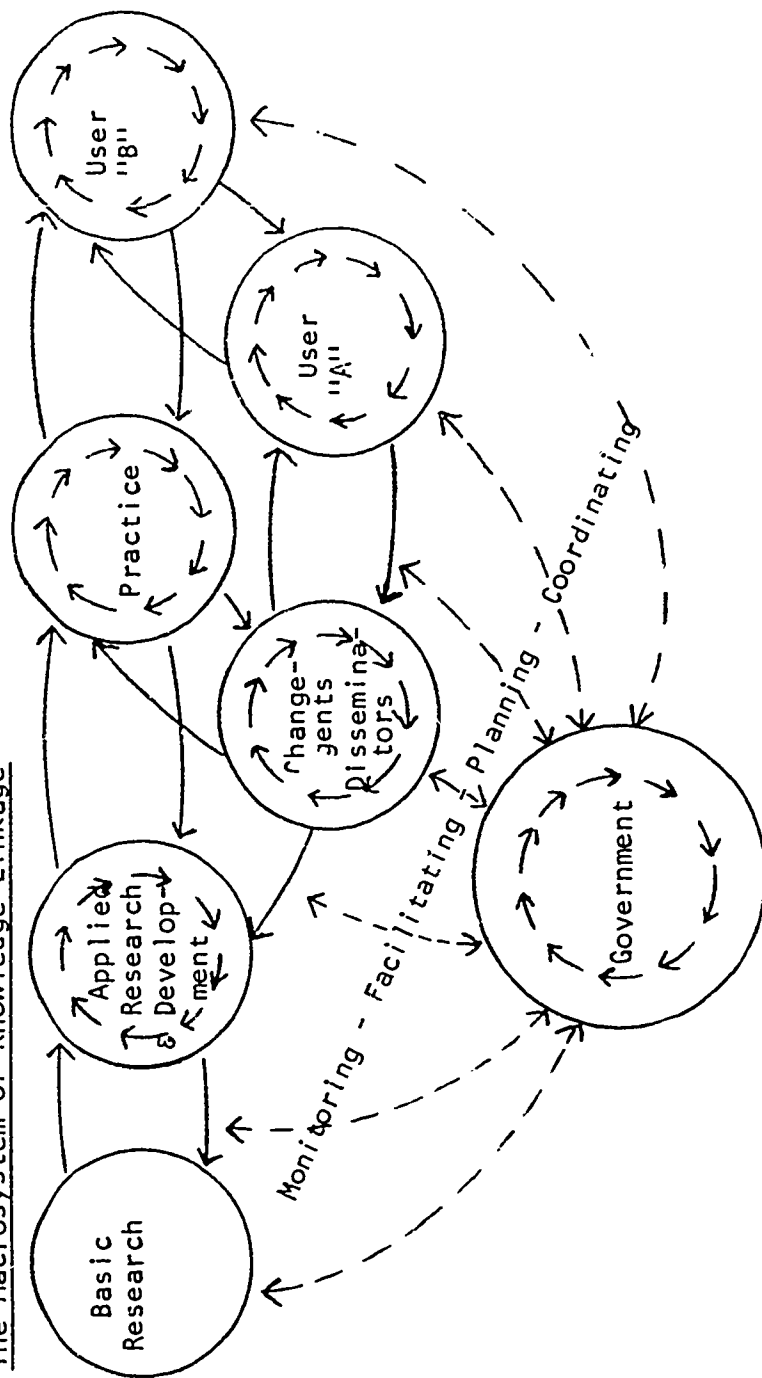 The Macrosystem of Knowledge Linkage
Basic
Research
Applied
Research
& Develop-
ment
Practice
User
"B"
Change-
gents
Dissemina-
tors
User
"A"
Monitoring - Facilitating - Planning - Coordinating
Government